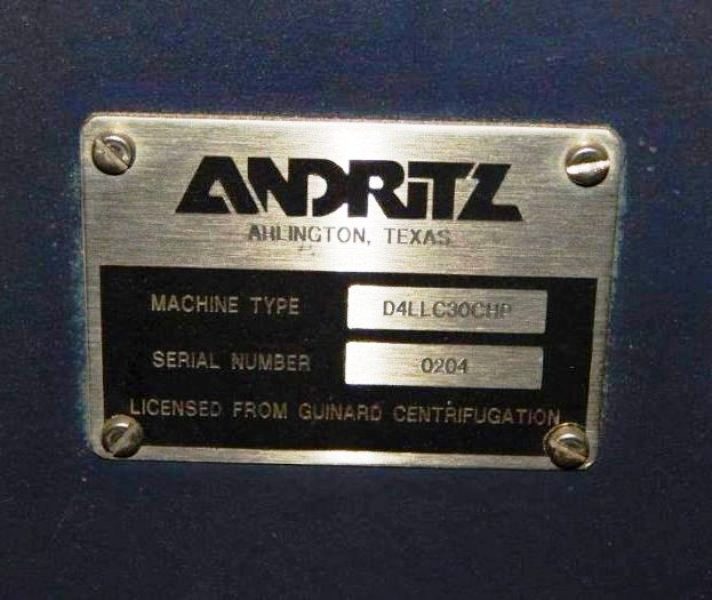 ANDRITZ
ARLINGTON, TEXAS
MACHINE TYPE D4LLC30CHP
SERIAL NUMBER 0204
LICENSED FROM GUINARD CENTRIFUGATION